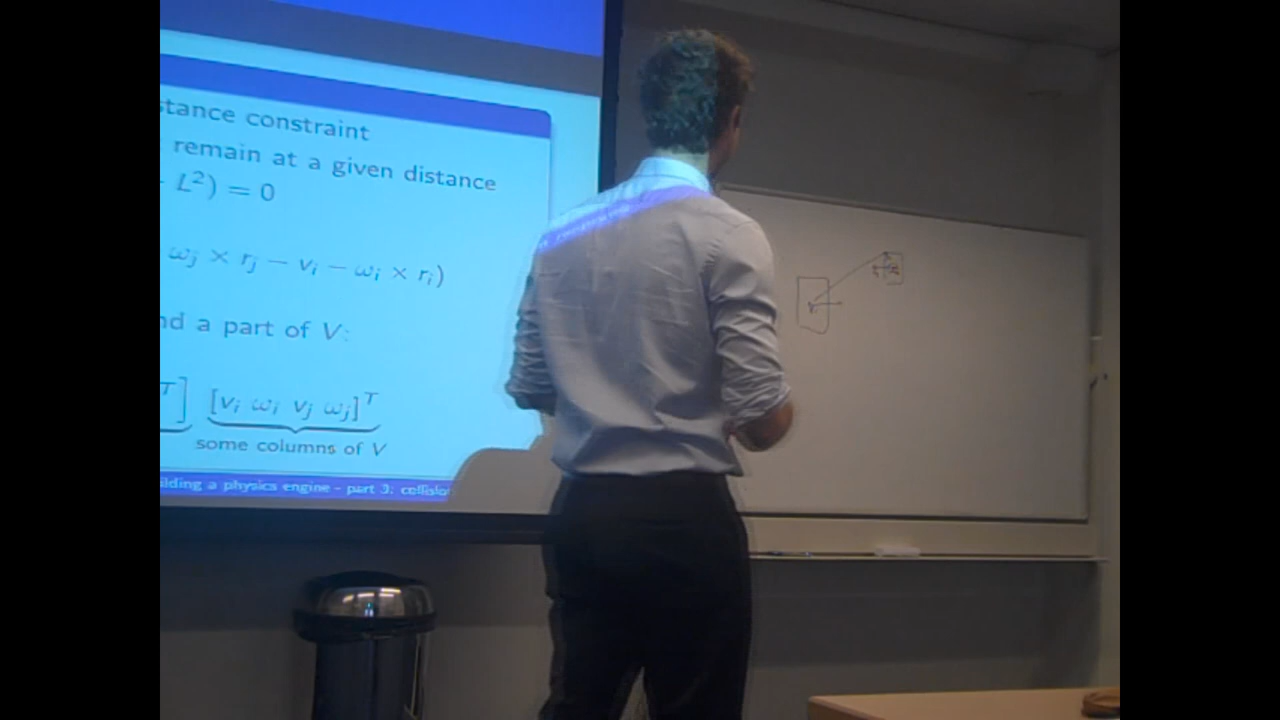 stance constraint
remain at a given distance
L²) = 0
ωⱼ × rⱼ − vᵢ − ωᵢ × rᵢ)
nd a part of V:
T] [vᵢ ωᵢ vⱼ ωⱼ]ᵀ
some columns of V
ilding a physics engine - part 3: collisio